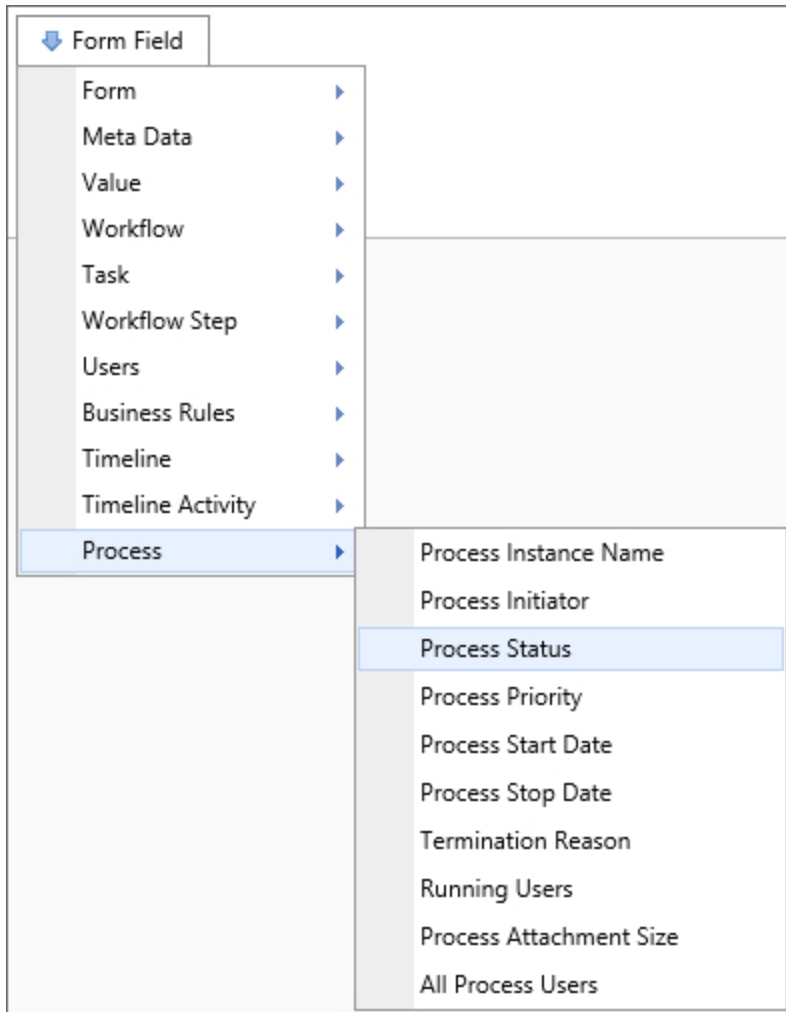 Form Field
Form
Meta Data
Value
Workflow
Task
Workflow Step
Users
Business Rules
Timeline
Timeline Activity
Process
Process Instance Name
Process Initiator
Process Status
Process Priority
Process Start Date
Process Stop Date
Termination Reason
Running Users
Process Attachment Size
All Process Users